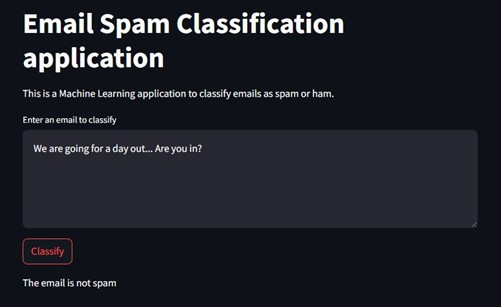 Email Spam Classification
application
This is a Machine Learning application to classify emails as spam or ham.
Enter an email to classify
We are going for a day out... Are you in?
Classify
The email is not spam